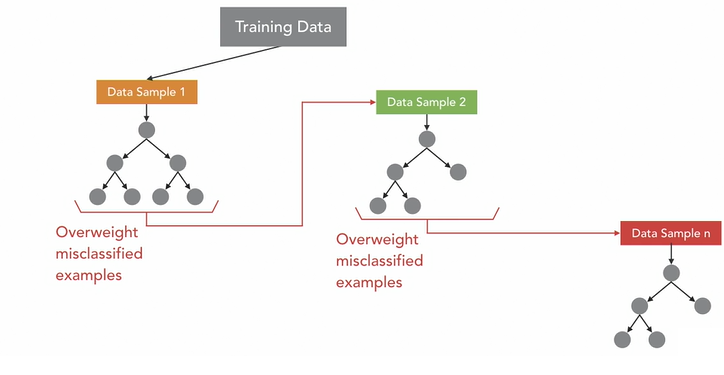 Training Data
Data Sample 1
Data Sample 2
Overweight
misclassified
examples
Overweight
misclassified
examples
Data Sample n